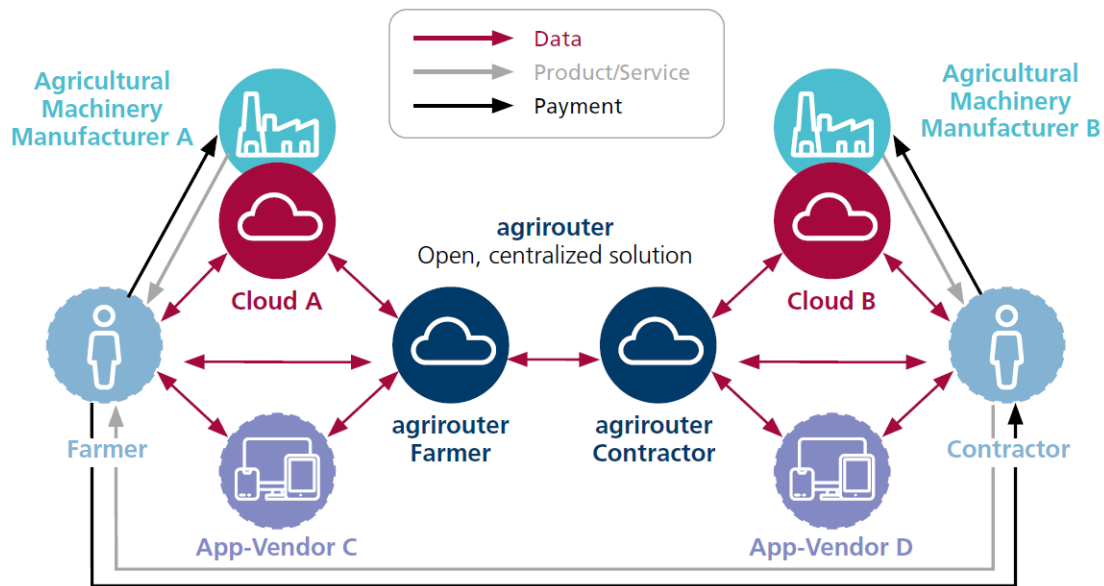 Data
Product/Service
Payment
Agricultural
Machinery
Manufacturer A
Agricultural
Machinery
Manufacturer B
agrirouter
Open, centralized solution
Cloud A
Cloud B
Farmer
agrirouter
Farmer
agrirouter
Contractor
Contractor
App-Vendor C
App-Vendor D